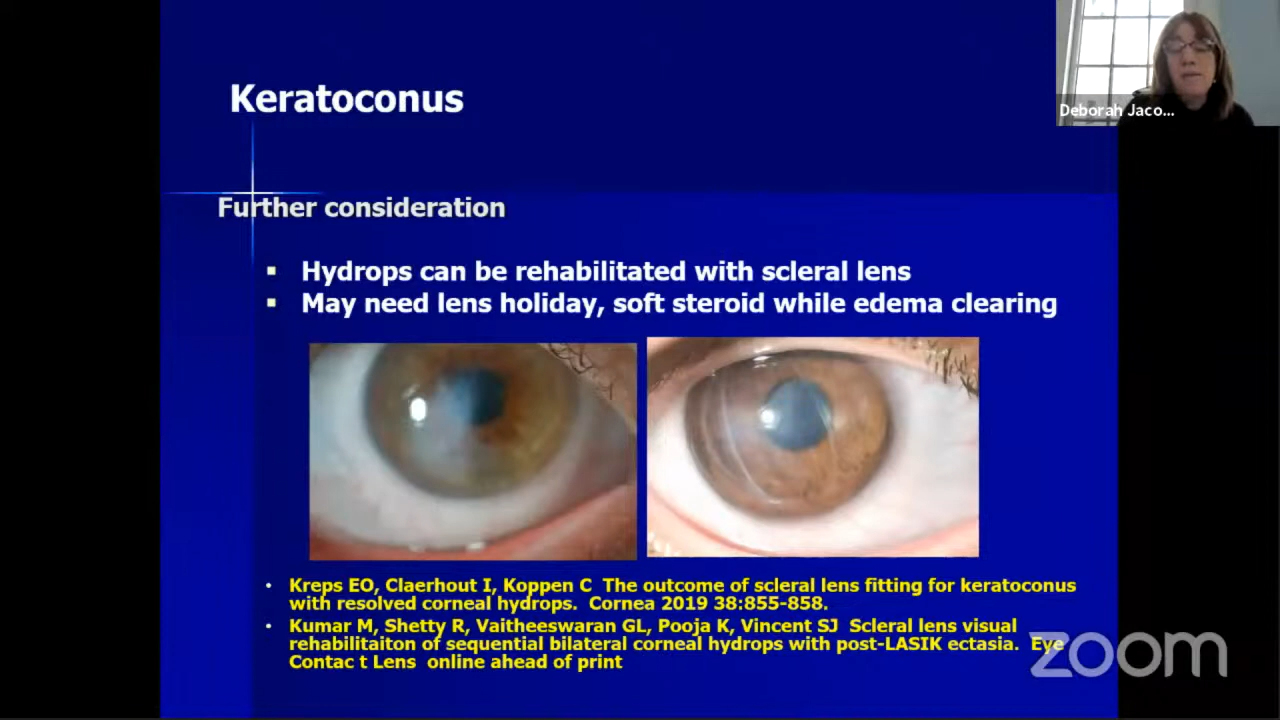 Keratoconus
Deborah Jaco...
Further consideration
Hydrops can be rehabilitated with scleral lens
May need lens holiday, soft steroid while edema clearing
Kreps EO, Claerhout I, Koppen C The outcome of scleral lens fitting for keratoconus
with resolved corneal hydrops. Cornea 2019 38:855-858.
Kumar M, Shetty R, Vaitheeswaran GL, Pooja K, Vincent SJ Scleral lens visual
rehabilitaiton of sequential bilateral corneal hydrops with post-LASIK ectasia. Eye
Contac t Lens online ahead of print
zoom